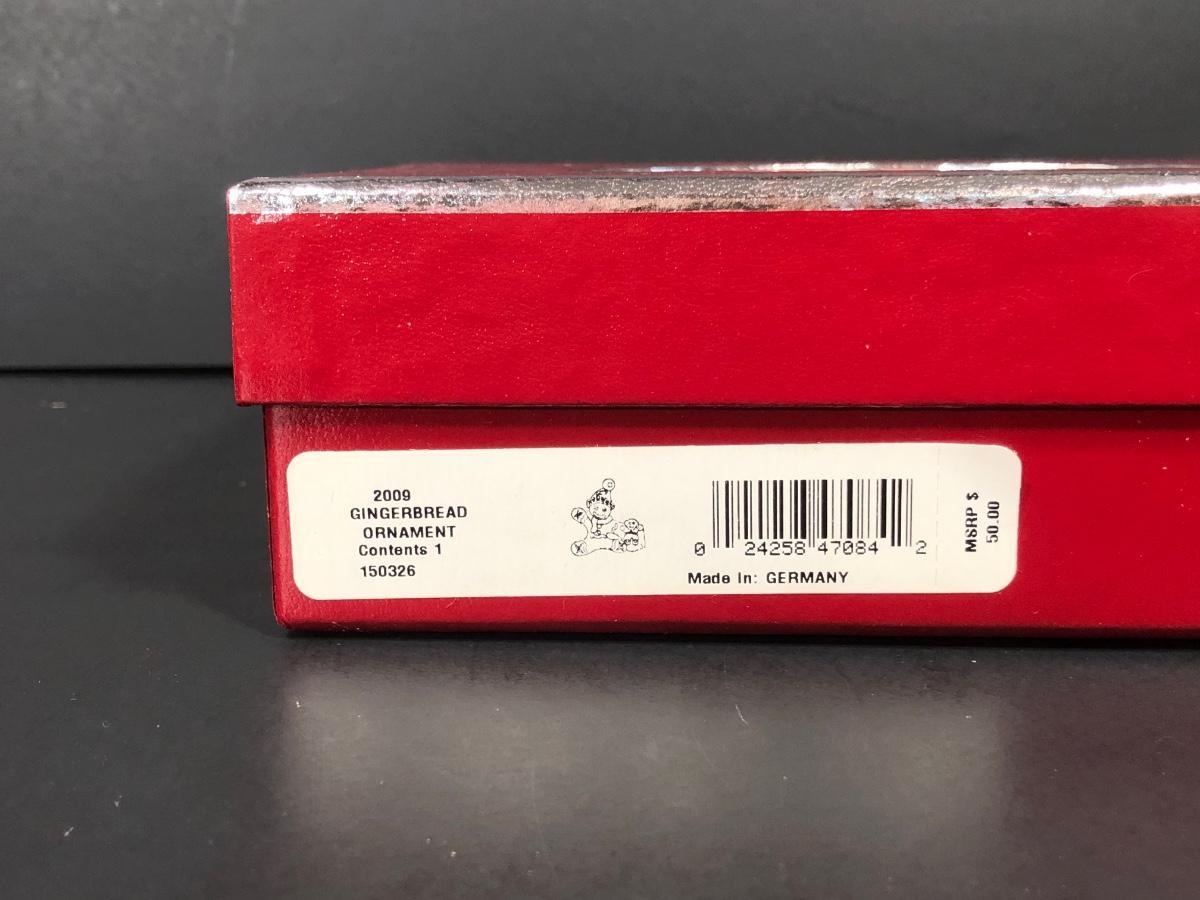 2009
GINGERBREAD
ORNAMENT
Contents 1
150326
0 24258 47084 2
Made In: GERMANY
MSRP $
50.00